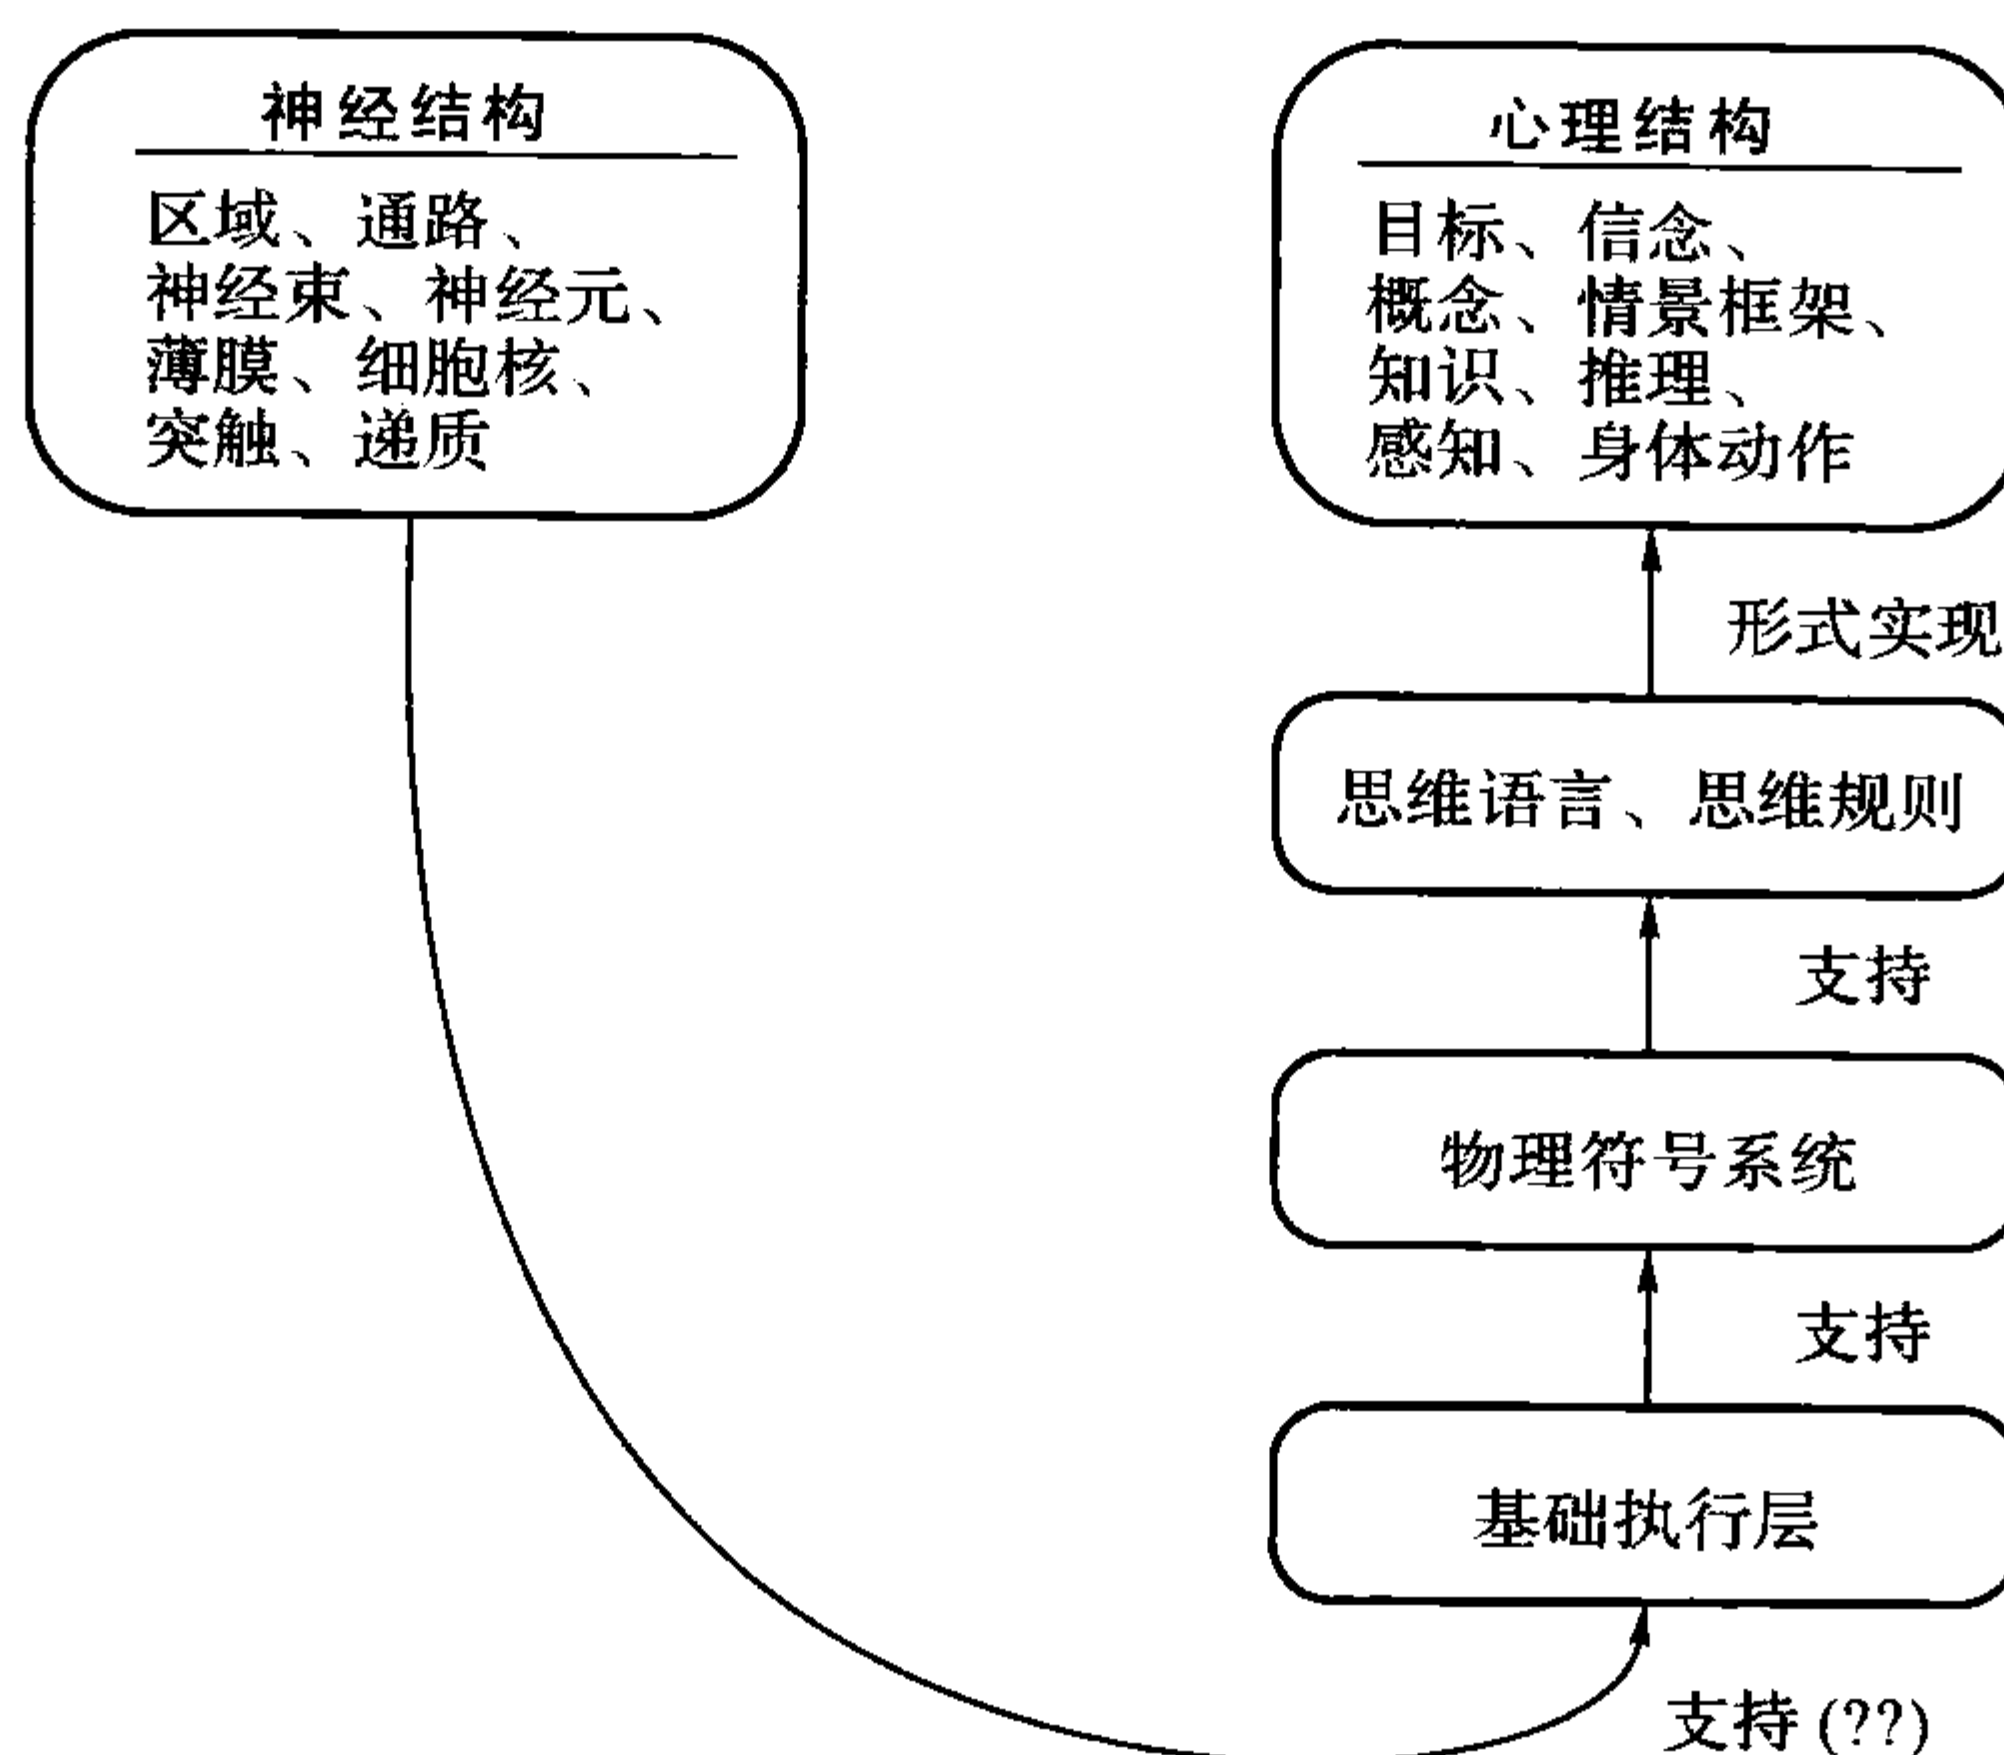 神经结构
区域、通路、
神经束、神经元、
薄膜、细胞核、
突触、递质
心理结构
目标、信念、
概念、情景框架、
知识、推理、
感知、身体动作
形式实现
思维语言、思维规则
支持
物理符号系统
支持
基础执行层
支持(??)